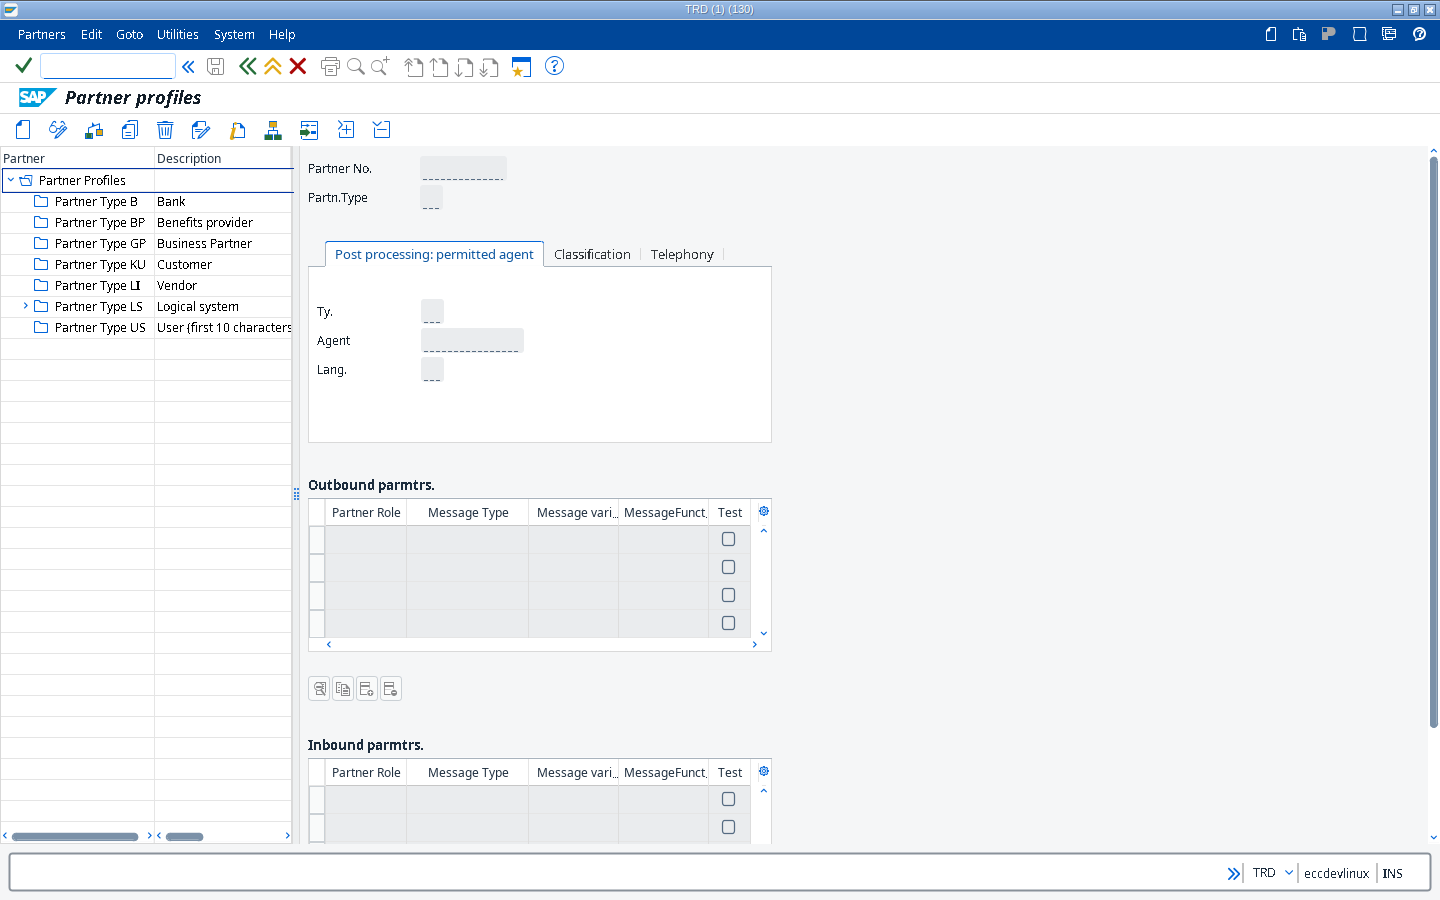 TRD (1) (130)
Partners Edit Goto Utilities System Help
SAP Partner profiles
Partner Description
Partner Profiles
Partner Type B Bank
Partner Type BP Benefits provider
Partner Type GP Business Partner
Partner Type KU Customer
Partner Type LI Vendor
Partner Type LS Logical system
Partner Type US User (first 10 characters
Partner No.
Partn.Type
Post processing: permitted agent Classification Telephony
Ty.
Agent
Lang.
Outbound parmtrs.
Partner Role Message Type Message vari... MessageFunct. Test
Inbound parmtrs.
Partner Role Message Type Message vari... MessageFunct. Test
TRD eccdevlinux INS